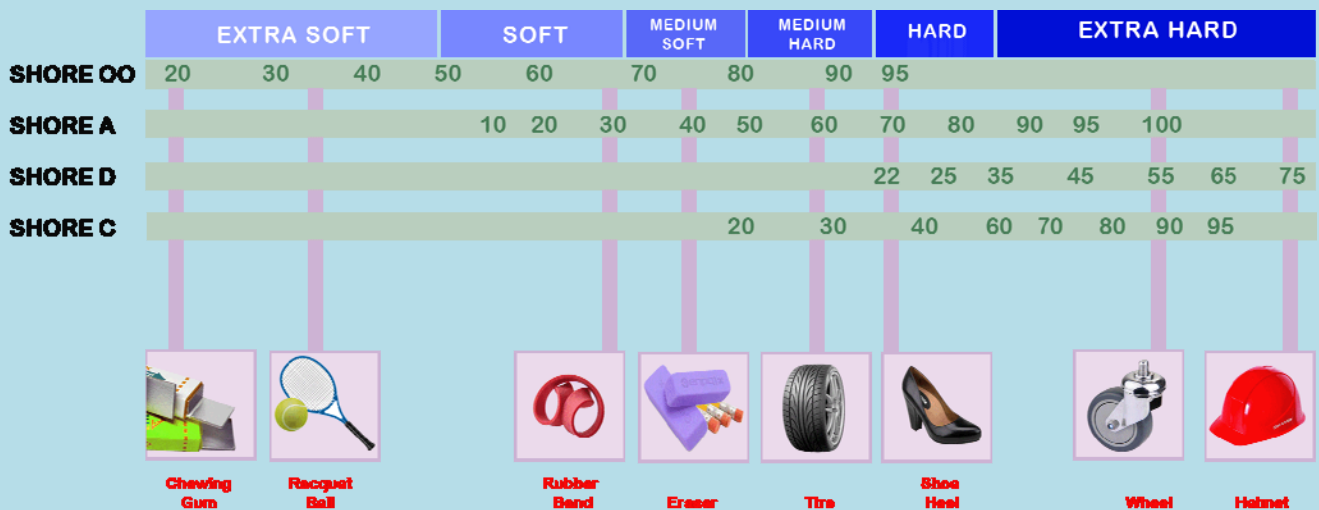 EXTRA SOFT SOFT MEDIUM SOFT MEDIUM HARD HARD EXTRA HARD
SHORE OO 20 30 40 50 60 70 80 90 95
SHORE A 10 20 30 40 50 60 70 80 90 95 100
SHORE D 22 25 35 45 55 65 75
SHORE C 20 30 40 60 70 80 90 95
Chewing Gum Racquet Ball Rubber Band Eraser Tire Shoe Heel Wheel Helmet